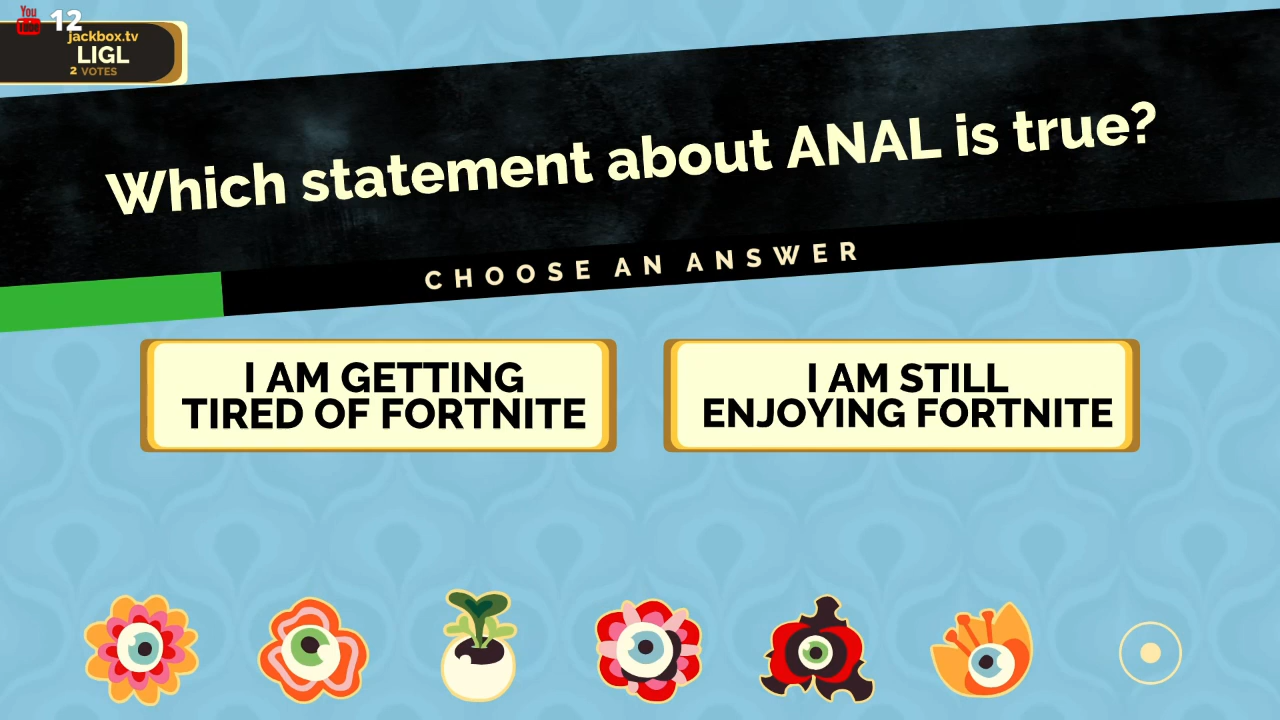 You
Tube
12
jackbox.tv
LIGL
2 VOTES
Which statement about ANAL is true?
CHOOSE AN ANSWER
I AM GETTING
TIRED OF FORTNITE
I AM STILL
ENJOYING FORTNITE